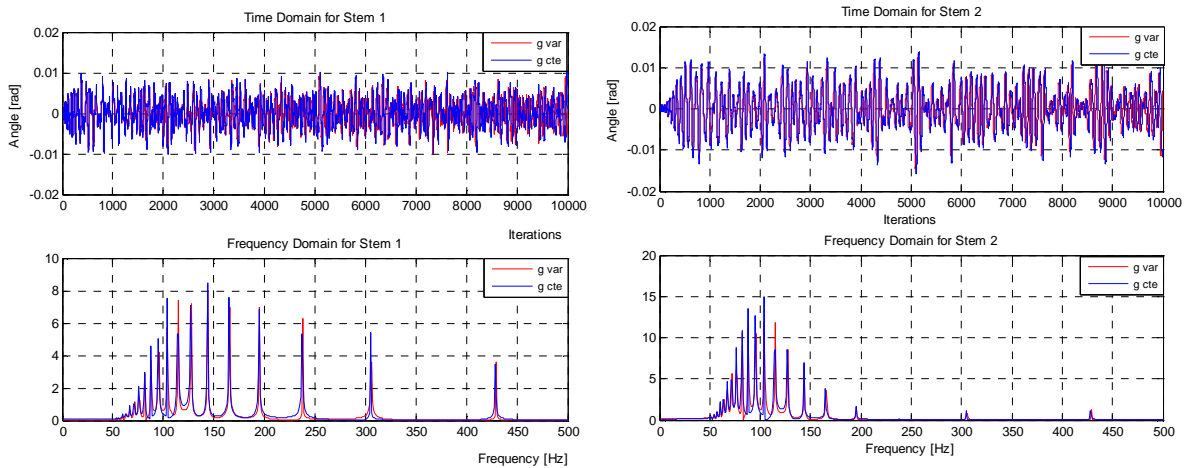 Time Domain for Stem 1
0.02
0.01
0
-0.01
-0.02
Angle [rad]
g var
g cte
0 1000 2000 3000 4000 5000 6000 7000 8000 9000 10000
Iterations
Time Domain for Stem 2
0.02
0.01
0
-0.01
-0.02
Angle [rad]
g var
g cte
0 1000 2000 3000 4000 5000 6000 7000 8000 9000 10000
Iterations
Frequency Domain for Stem 1
10
8
6
4
2
0
g var
g cte
0 50 100 150 200 250 300 350 400 450 500
Frequency [Hz]
Frequency Domain for Stem 2
20
15
10
5
0
g var
g cte
0 50 100 150 200 250 300 350 400 450 500
Frequency [Hz]